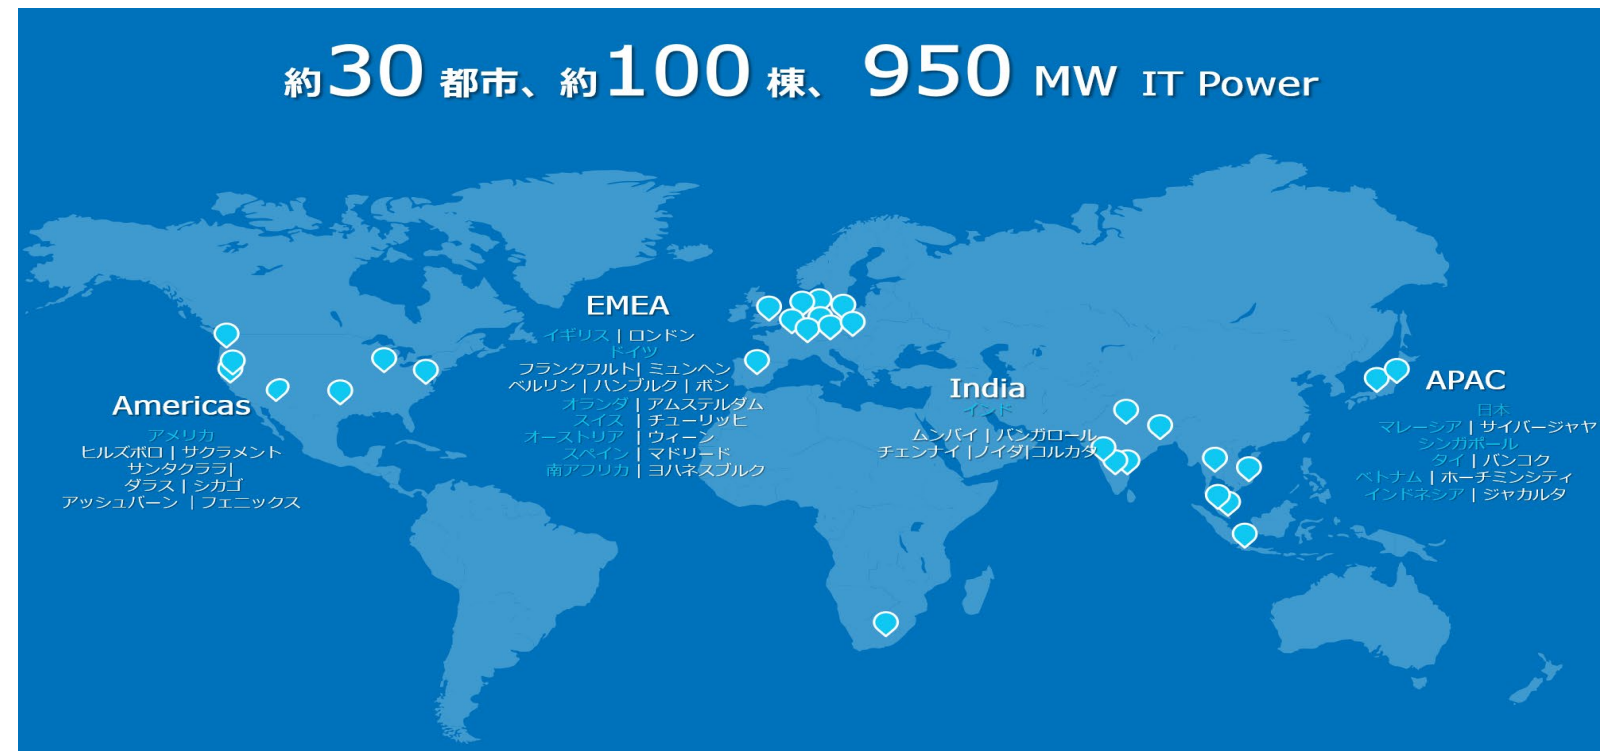 約30 都市、約100 棟、 950 MW IT Power
Americas
アメリカ
ヒルズボロ | サクラメント
サンタクララ|
ダラス | シカゴ
アッシュバーン | フェニックス
EMEA
イギリス | ロンドン
ドイツ
フランクフルト| ミュンヘン
ベルリン | ハンブルク | ボン
オランダ | アムステルダム
スイス | チューリッヒ
オーストリア | ウィーン
スペイン | マドリード
南アフリカ | ヨハネスブルク
India
インド
ムンバイ | バンガロール
チェンナイ |ノイダ|コルカタ
APAC
日本
マレーシア | サイバージャヤ
シンガポール
タイ | バンコク
ベトナム | ホーチミンシティ
インドネシア | ジャカルタ